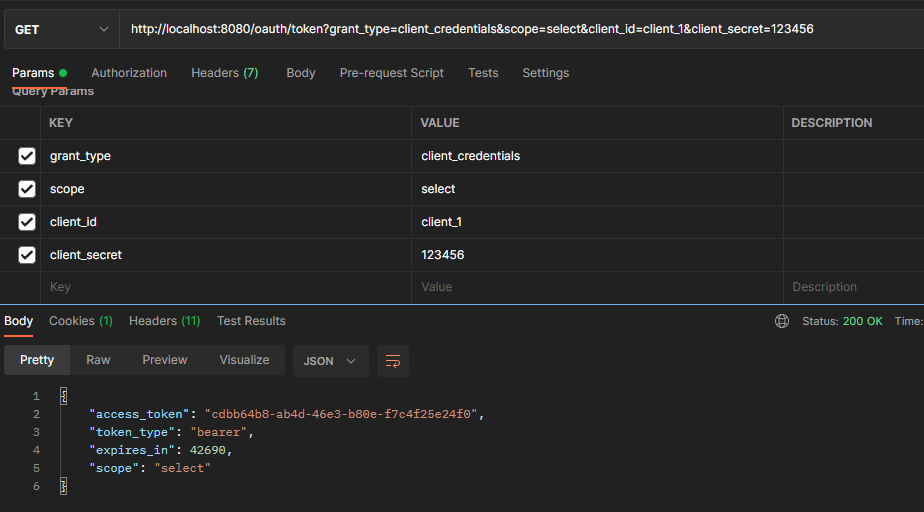 GET http://localhost:8080/oauth/token?grant_type=client_credentials&scope=select&client_id=client_1&client_secret=123456
Params Authorization Headers (7) Body Pre-request Script Tests Settings
Query Params
KEY VALUE DESCRIPTION
grant_type client_credentials
scope select
client_id client_1
client_secret 123456
Key Value Description
Body Cookies (1) Headers (11) Test Results Status: 200 OK Time:
Pretty Raw Preview Visualize JSON
1 {
2 "access_token": "cdbb64b8-ab4d-46e3-b80e-f7c4f25e24f0",
3 "token_type": "bearer",
4 "expires_in": 42690,
5 "scope": "select"
6 }